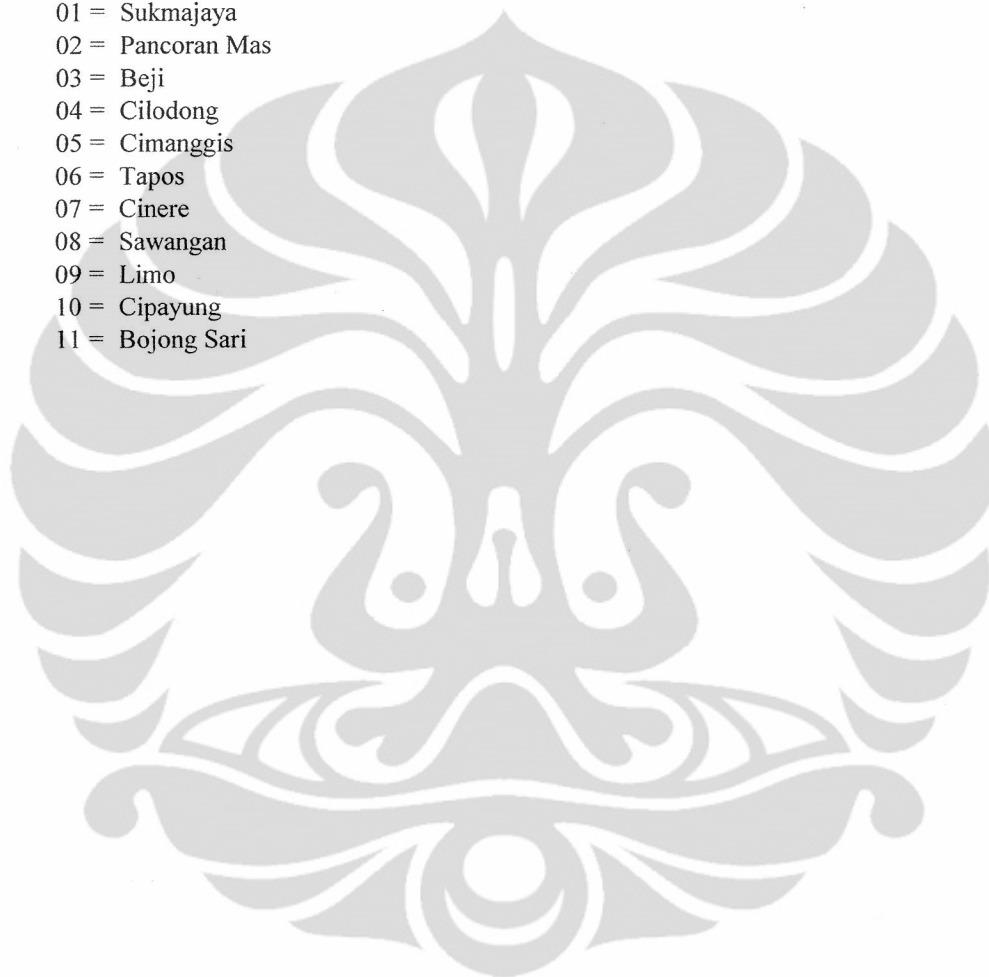 01 = Sukmajaya
02 = Pancoran Mas
03 = Beji
04 = Cilodong
05 = Cimanggis
06 = Tapos
07 = Cinere
08 = Sawangan
09 = Limo
10 = Cipayung
11 = Bojong Sari